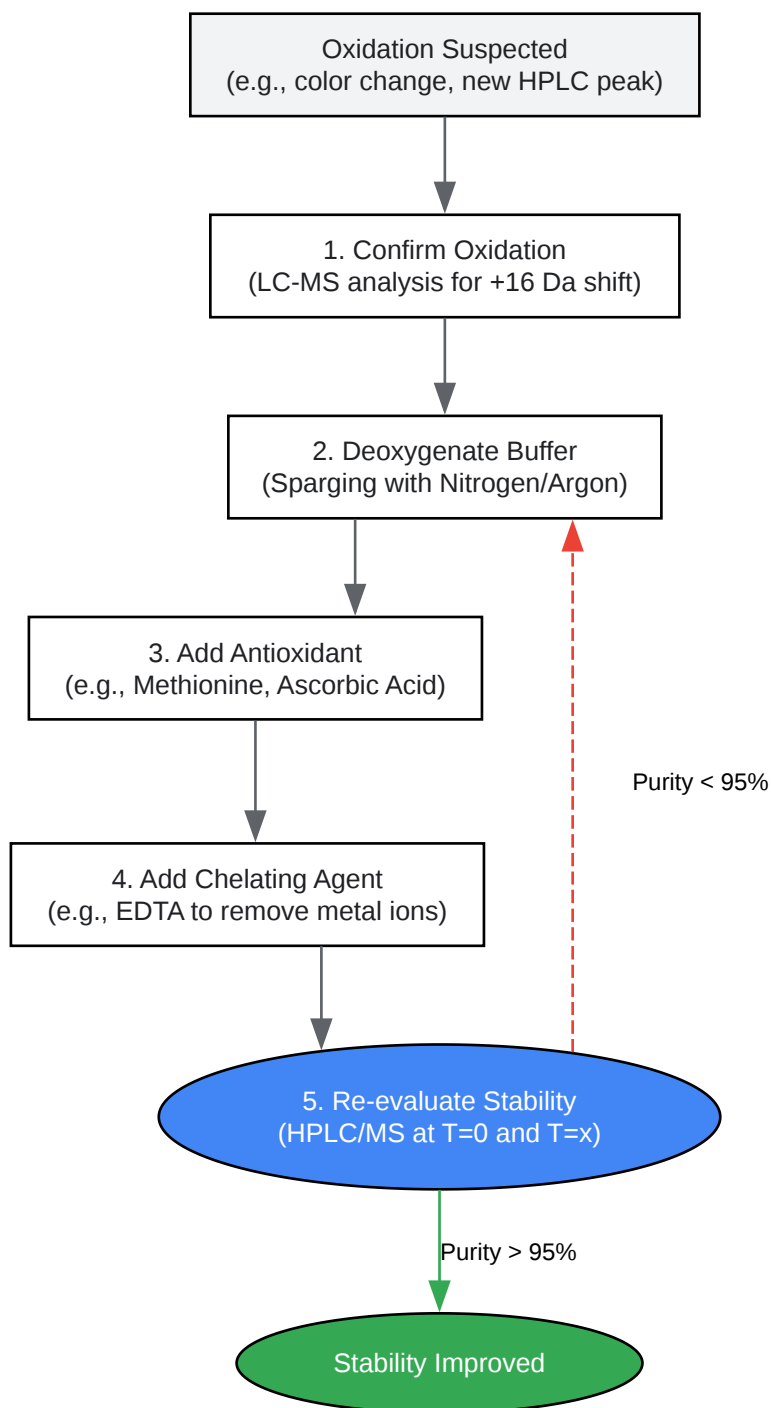 Oxidation Suspected
(e.g., color change, new HPLC peak)
1. Confirm Oxidation
(LC-MS analysis for +16 Da shift)
2. Deoxygenate Buffer
(Sparging with Nitrogen/Argon)
3. Add Antioxidant
(e.g., Methionine, Ascorbic Acid)
Purity < 95%
4. Add Chelating Agent
(e.g., EDTA to remove metal ions)
5. Re-evaluate Stability
(HPLC/MS at T=0 and T=x)
Purity > 95%
Stability Improved